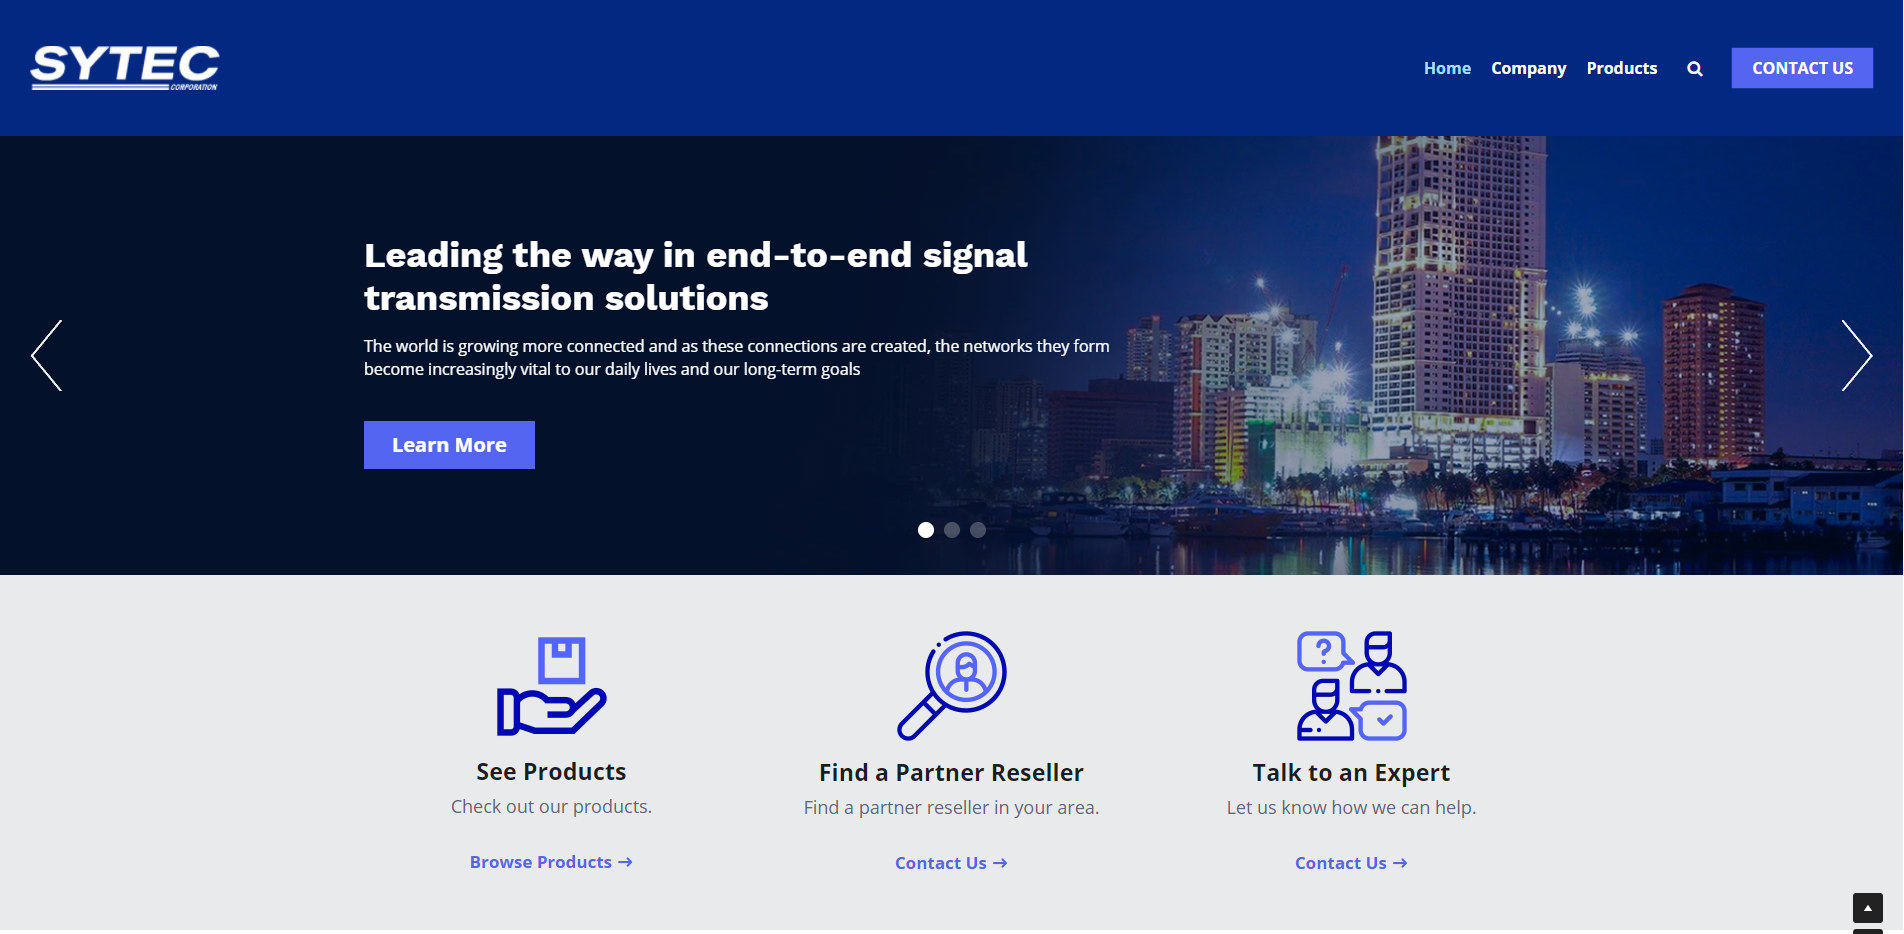 SYTEC
CORPORATION
Home Company Products CONTACT US
Leading the way in end-to-end signal
transmission solutions
The world is growing more connected and as these connections are created, the networks they form
become increasingly vital to our daily lives and our long-term goals
Learn More
?
See Products
Check out our products.
Browse Products →
Find a Partner Reseller
Find a partner reseller in your area.
Contact Us →
Talk to an Expert
Let us know how we can help.
Contact Us →